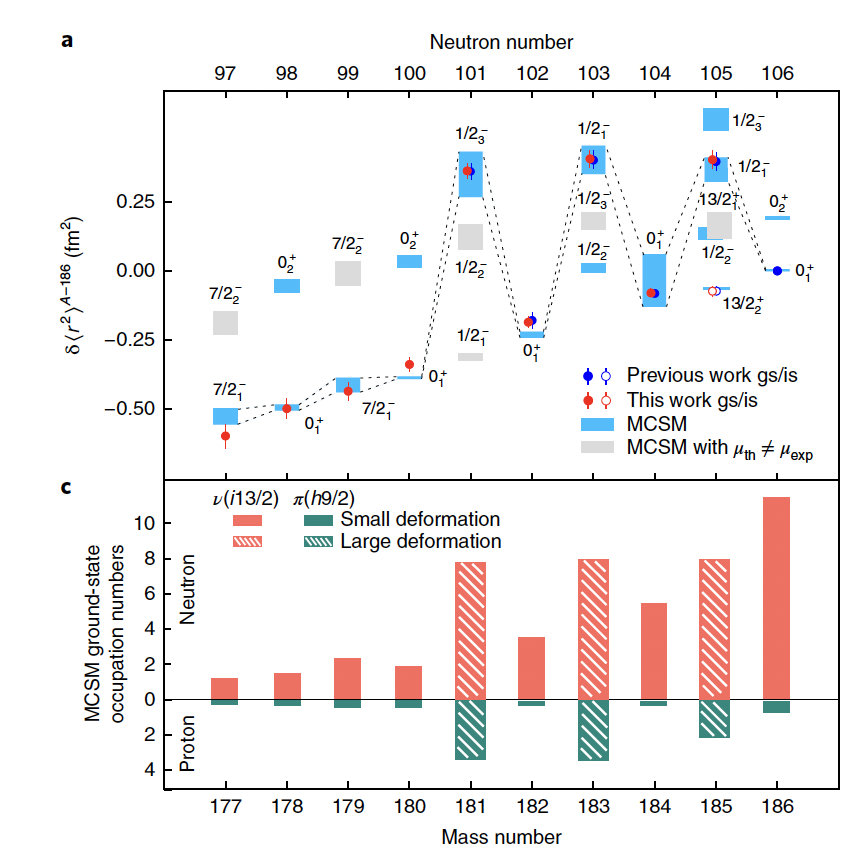 a
Neutron number
97 98 99 100 101 102 103 104 105 106
δ⟨r²⟩^A−186 (fm²)
0.25
0.00
−0.25
−0.50
7/2₂⁻
7/2₁⁻
0₂⁺
0₁⁺
7/2₂⁻
7/2₁⁻
0₂⁺
0₁⁺
1/2₃⁻
1/2₂⁻
1/2₁⁻
0₁⁺
1/2₁⁻
1/2₃⁻
1/2₂⁻
0₁⁺
1/2₃⁻
1/2₁⁻
13/2₁⁺
1/2₂⁻
13/2₂⁺
0₂⁺
0₁⁺
Previous work gs/is
This work gs/is
MCSM
MCSM with μth ≠ μexp
c
ν(i13/2) π(h9/2)
Small deformation
Large deformation
MCSM ground-state
occupation numbers
Neutron
Proton
10
8
6
4
2
0
2
4
177 178 179 180 181 182 183 184 185 186
Mass number